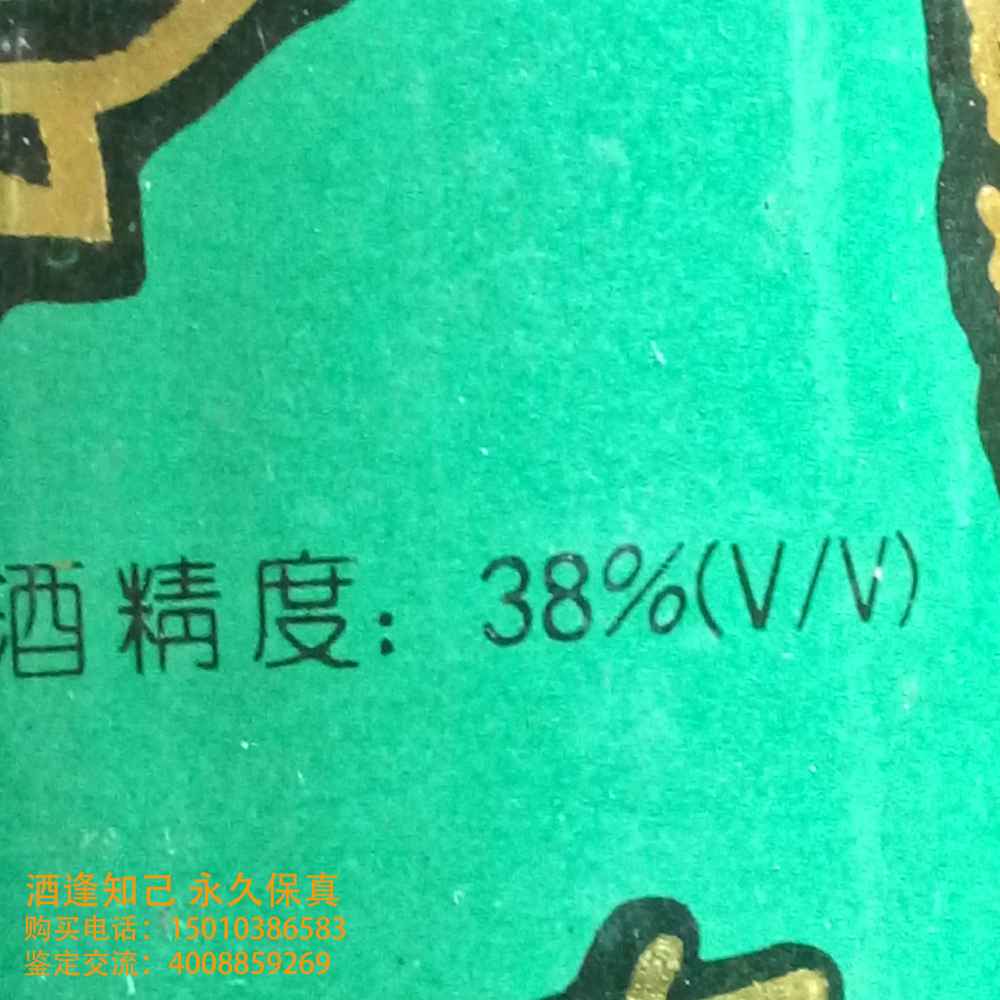 酒精度：38%(V/V)
酒逢知己 永久保真
购买电话：15010386583
鉴定交流：4008859269